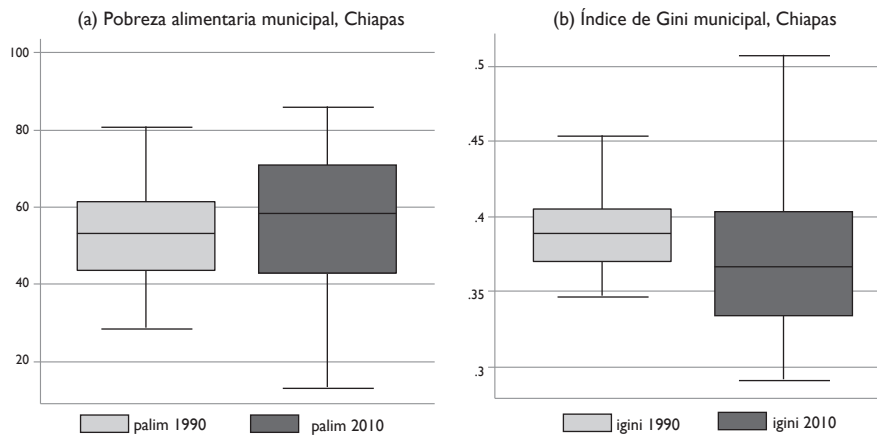 (a) Pobreza alimentaria municipal, Chiapas
100
80
60
40
20
palim 1990
palim 2010
(b) Índice de Gini municipal, Chiapas
.5
.45
.4
.35
.3
igini 1990
igini 2010